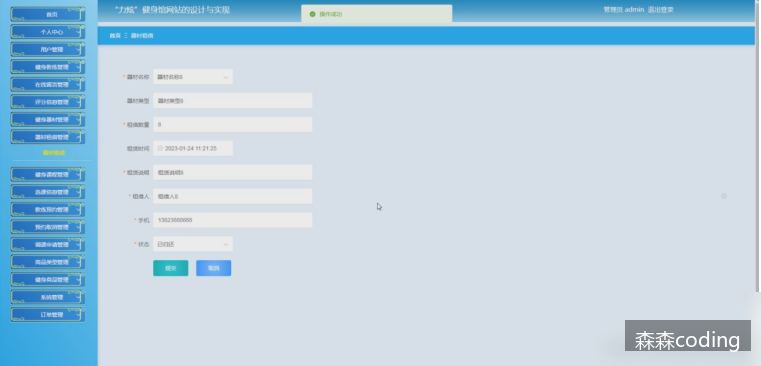 "力炫"健身馆网站的设计与实现
操作成功
管理员 admin 退出登录
首页
个人中心
用户管理
健身教练管理
在线留言管理
评分信息管理
健身器材管理
器材租借管理
器材租借
健身课程管理
选课信息管理
教练预约管理
预约取消管理
商品类型管理
健身商品管理
系统管理
订单管理
首页 器材租借
* 器材名称 器材名称8
器材类型 器材类型8
* 租借数量 8
租赁时间 2023-01-24 11:21:25
* 租赁说明 租赁说明8
* 租借人 租借人8
* 手机 13823888888
* 状态 已归还
提交 取消
森森coding